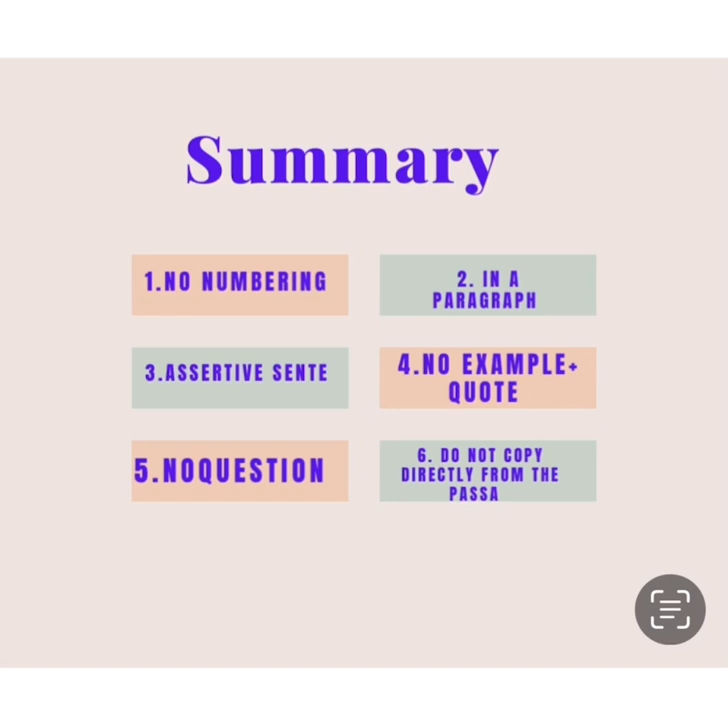 Summary
1.NO NUMBERING
2. IN A
PARAGRAPH
3.ASSERTIVE SENTE
4.NO EXAMPLE+
QUOTE
5.NOQUESTION
6. DO NOT COPY
DIRECTLY FROM THE
PASSA